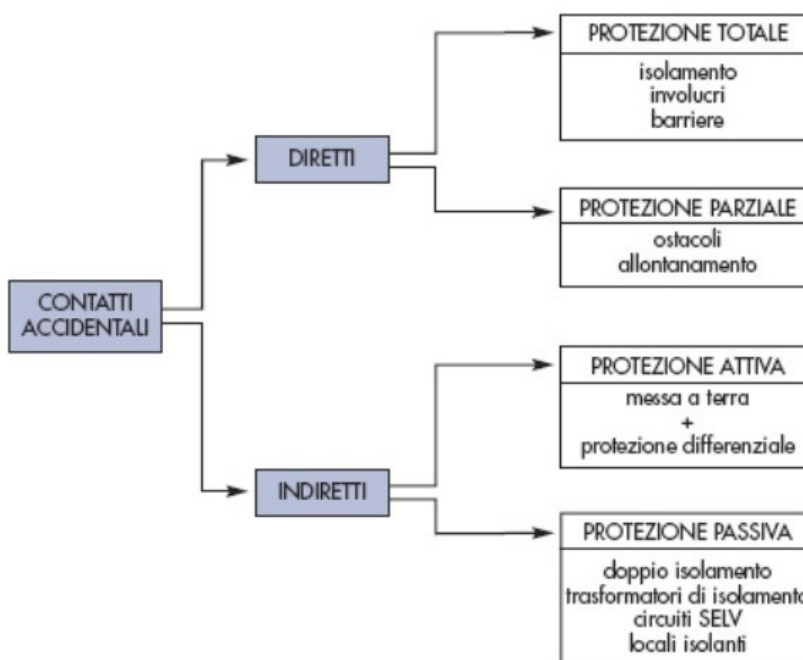 CONTATTI
ACCIDENTALI
DIRETTI
PROTEZIONE TOTALE
isolamento
involucri
barriere
PROTEZIONE PARZIALE
ostacoli
allontanamento
INDIRETTI
PROTEZIONE ATTIVA
messa a terra
+
protezione differenziale
PROTEZIONE PASSIVA
doppio isolamento
trasformatori di isolamento
circuiti SELV
locali isolanti